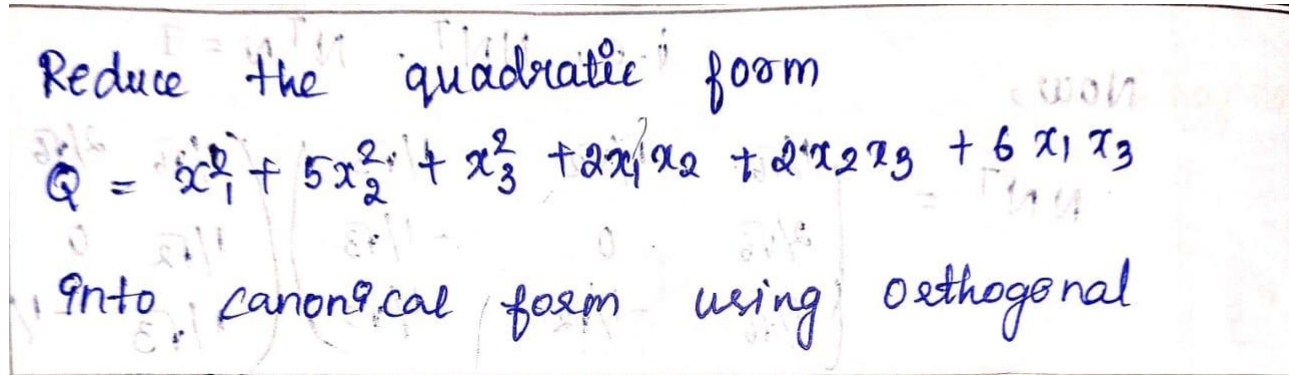 Reduce the quadratic form
Q = x₁² + 5x₂² + x₃² + 2x₁x₂ + 2x₂x₃ + 6x₁x₃
into canonical form using orthogonal